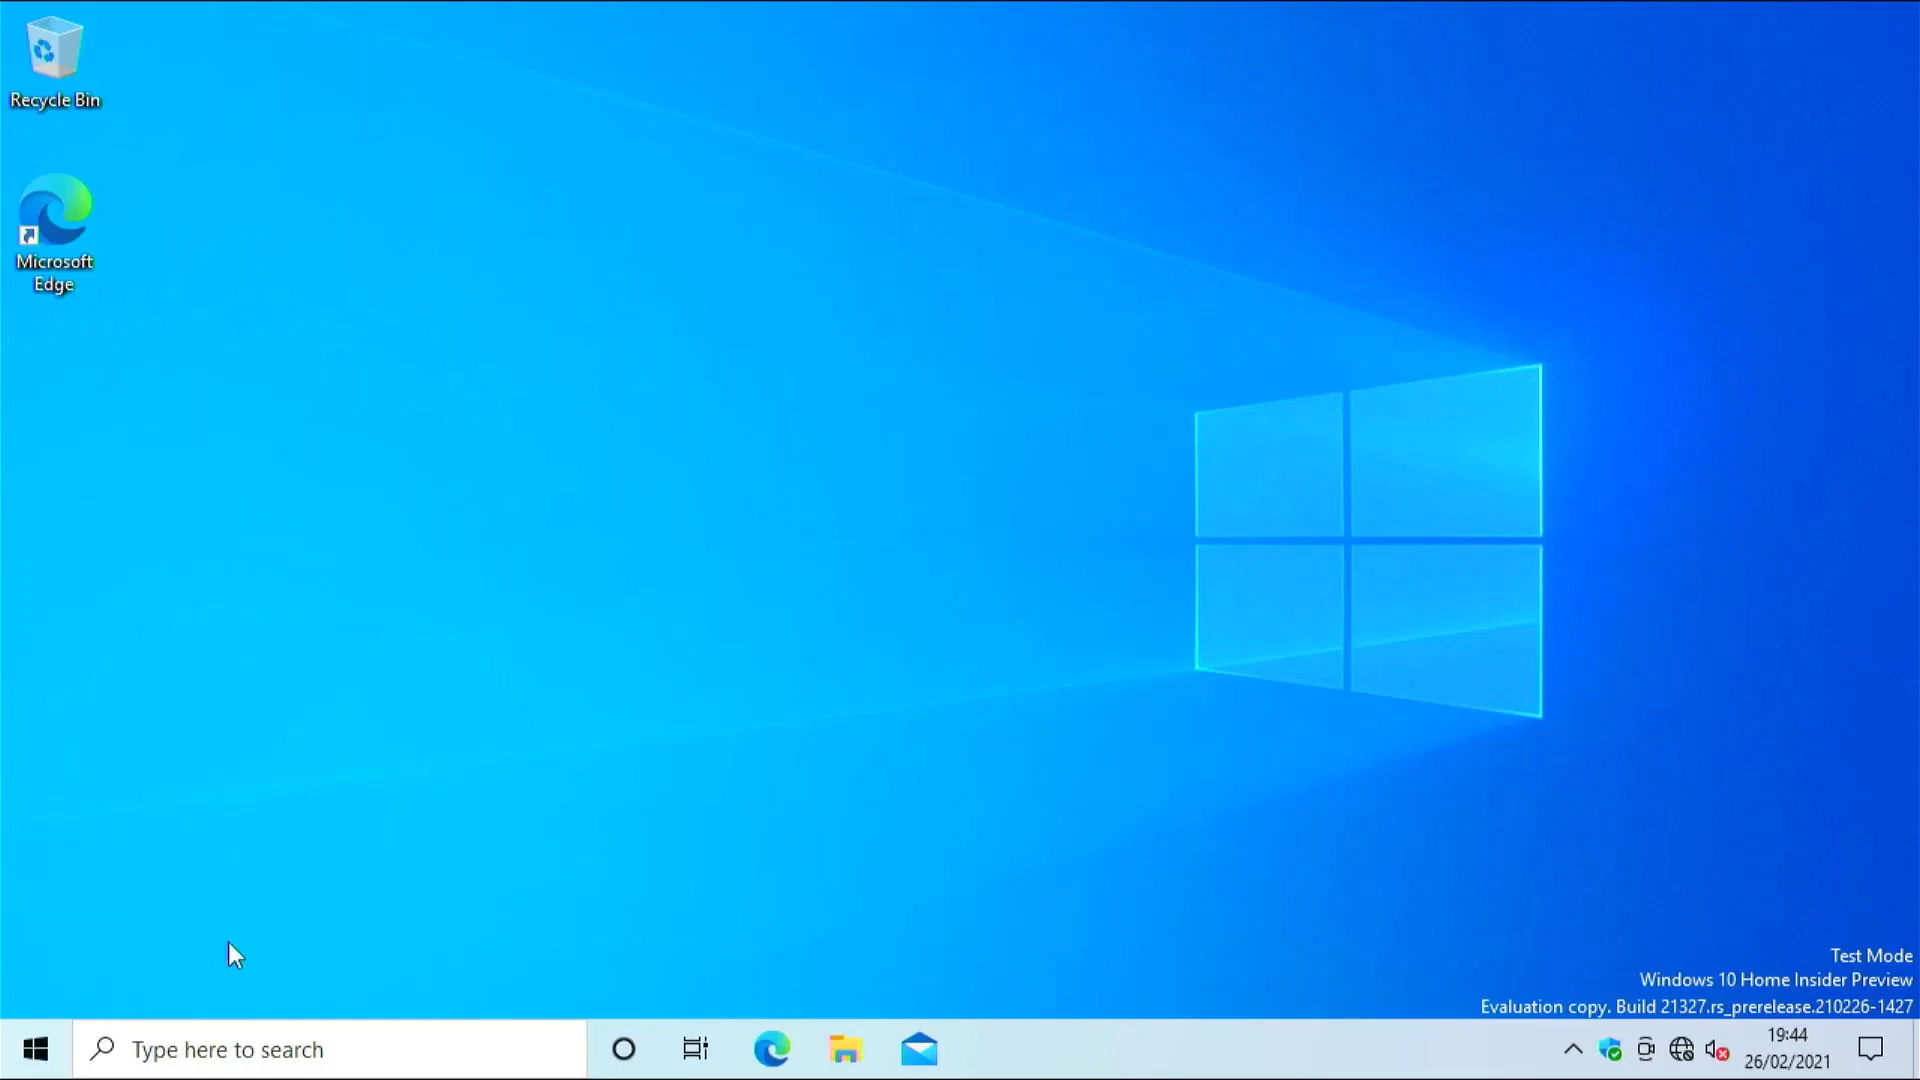 Recycle Bin
Microsoft
Edge
Test Mode
Windows 10 Home Insider Preview
Evaluation copy. Build 21327.rs_prerelease.210226-1427
Type here to search
19:44
26/02/2021